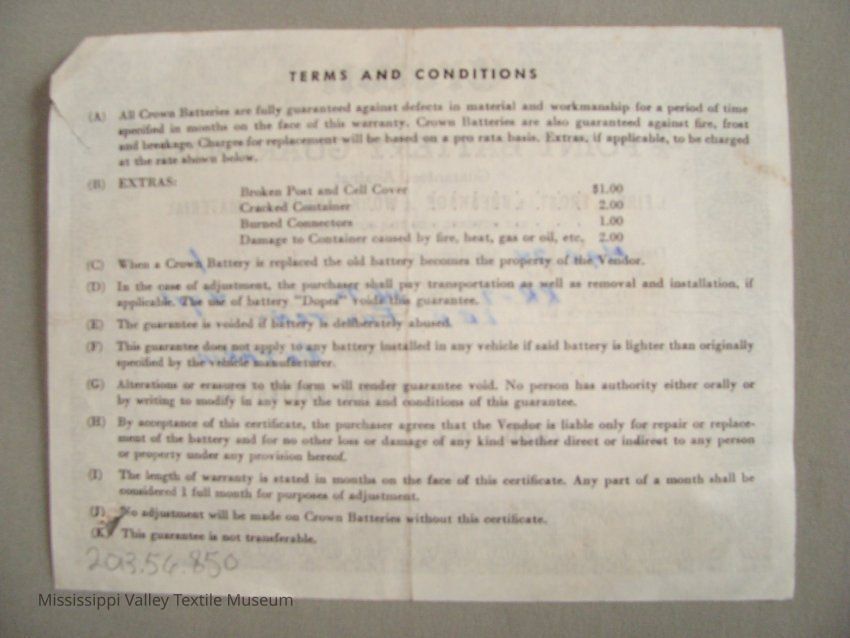 TERMS AND CONDITIONS
(A) All Crown Batteries are fully guaranteed against defects in material and workmanship for a period of time
specified in months on the face of this warranty. Crown Batteries are also guaranteed against fire, frost
and breakage. Charges for replacement will be based on a pro rata basis. Extras, if applicable, to be charged
at the rate shown below.
(B) EXTRAS:
Broken Post and Cell Cover . . . . . . . . $1.00
Cracked Container . . . . . . . . 2.00
Burned Connectors . . . . . . . . 1.00
Damage to Container caused by fire, heat, gas or oil, etc. 2.00
(C) When a Crown Battery is replaced the old battery becomes the property of the Vendor.
(D) In the case of adjustment, the purchaser shall pay transportation as well as removal and installation, if
applicable. The use of battery "Dopes" voids this guarantee.
(E) The guarantee is voided if battery is deliberately abused.
(F) This guarantee does not apply to any battery installed in any vehicle if said battery is lighter than originally
specified by the vehicle manufacturer.
(G) Alterations or erasures to this form will render guarantee void. No person has authority either orally or
by writing to modify in any way the terms and conditions of this guarantee.
(H) By acceptance of this certificate, the purchaser agrees that the Vendor is liable only for repair or replace-
ment of the battery and for no other loss or damage of any kind whether direct or indirect to any person
or property under any provision hereof.
(I) The length of warranty is stated in months on the face of this certificate. Any part of a month shall be
considered 1 full month for purposes of adjustment.
(J) No adjustment will be made on Crown Batteries without this certificate.
(K) This guarantee is not transferable.
2013.54.850
Mississippi Valley Textile Museum